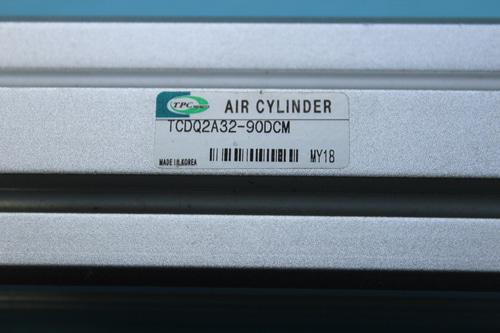 TPC AIR CYLINDER
TCDQ2A32-90DCM
MADE IN KOREA MY18